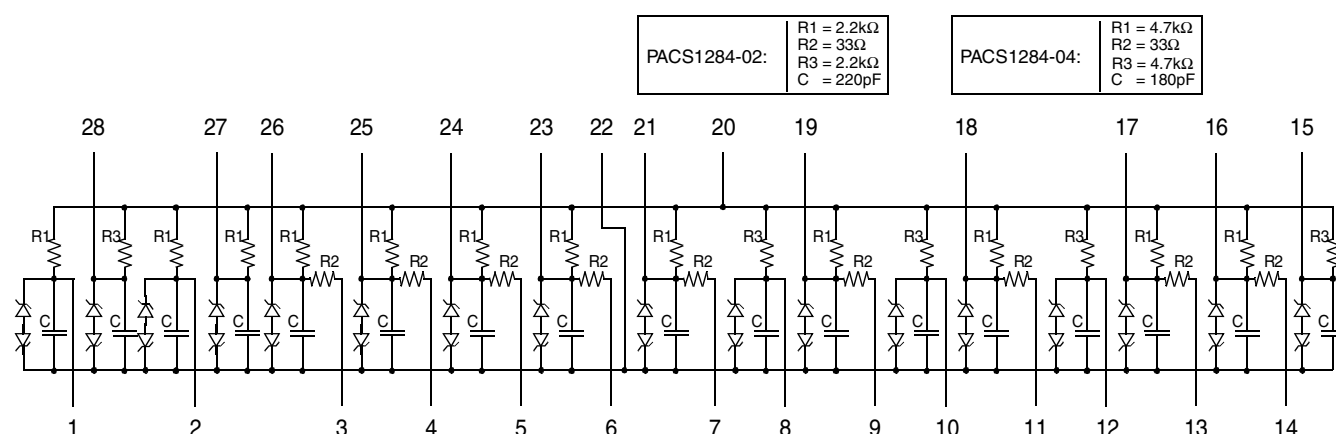 PACS1284-02:
R1 = 2.2kΩ
R2 = 33Ω
R3 = 2.2kΩ
C = 220pF
PACS1284-04:
R1 = 4.7kΩ
R2 = 33Ω
R3 = 4.7kΩ
C = 180pF
28 27 26 25 24 23 22 21 20 19 18 17 16 15
R1 R3 R1 R1 R1 R1 R1 R1 R1 R3 R1 R3 R1 R3 R1 R1 R3
R2 R2 R2 R2 R2 R2 R2 R2 R2
C C C C C C C C C C C C C C C C C
1 2 3 4 5 6 7 8 9 10 11 12 13 14